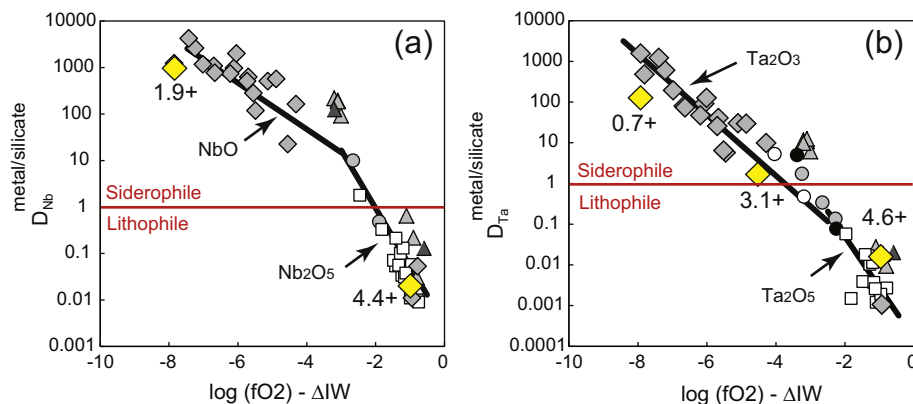 (a)
10000
1000
100
10
1
0.1
0.01
0.001
D Nb metal/silicate
1.9+
NbO
Siderophile
Lithophile
Nb2O5
4.4+
-10 -8 -6 -4 -2 0
log (fO2) - ΔIW
(b)
10000
1000
100
10
1
0.1
0.01
0.001
0.0001
D Ta metal/silicate
Ta2O3
0.7+
Siderophile
Lithophile
3.1+
4.6+
Ta2O5
-10 -8 -6 -4 -2 0
log (fO2) - ΔIW